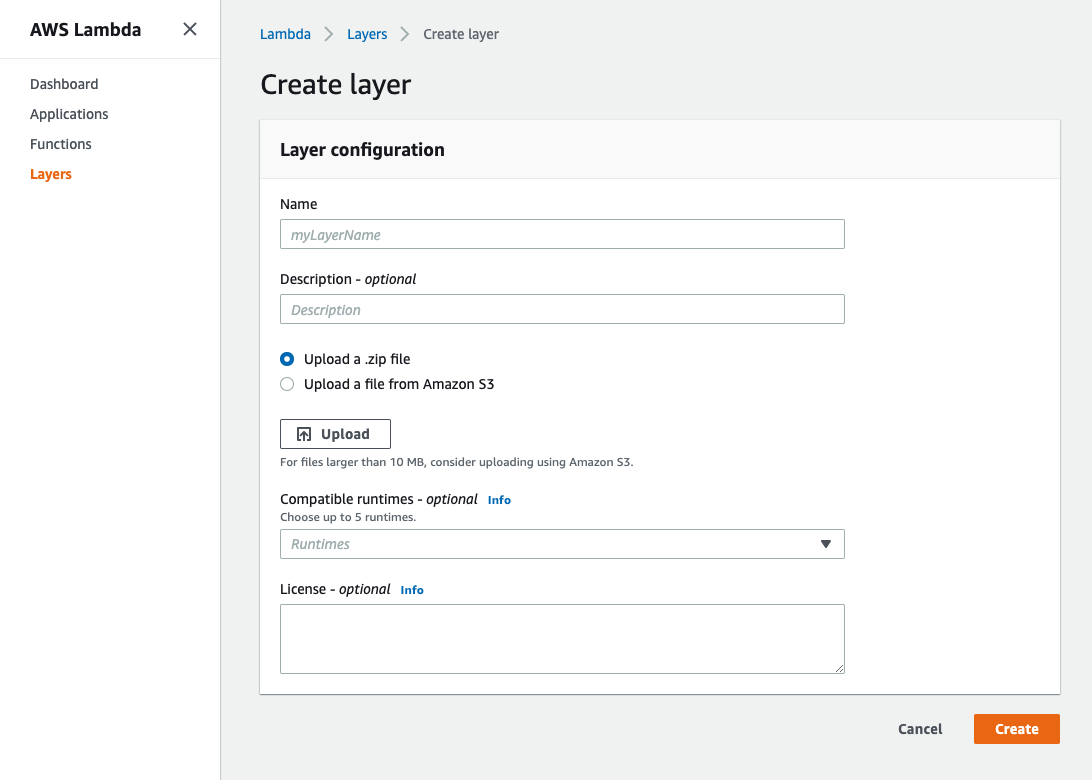 AWS Lambda
Dashboard
Applications
Functions
Layers
Lambda > Layers > Create layer
Create layer
Layer configuration
Name
myLayerName
Description - optional
Description
Upload a .zip file
Upload a file from Amazon S3
Upload
For files larger than 10 MB, consider uploading using Amazon S3.
Compatible runtimes - optional Info
Choose up to 5 runtimes.
Runtimes
License - optional Info
Cancel Create